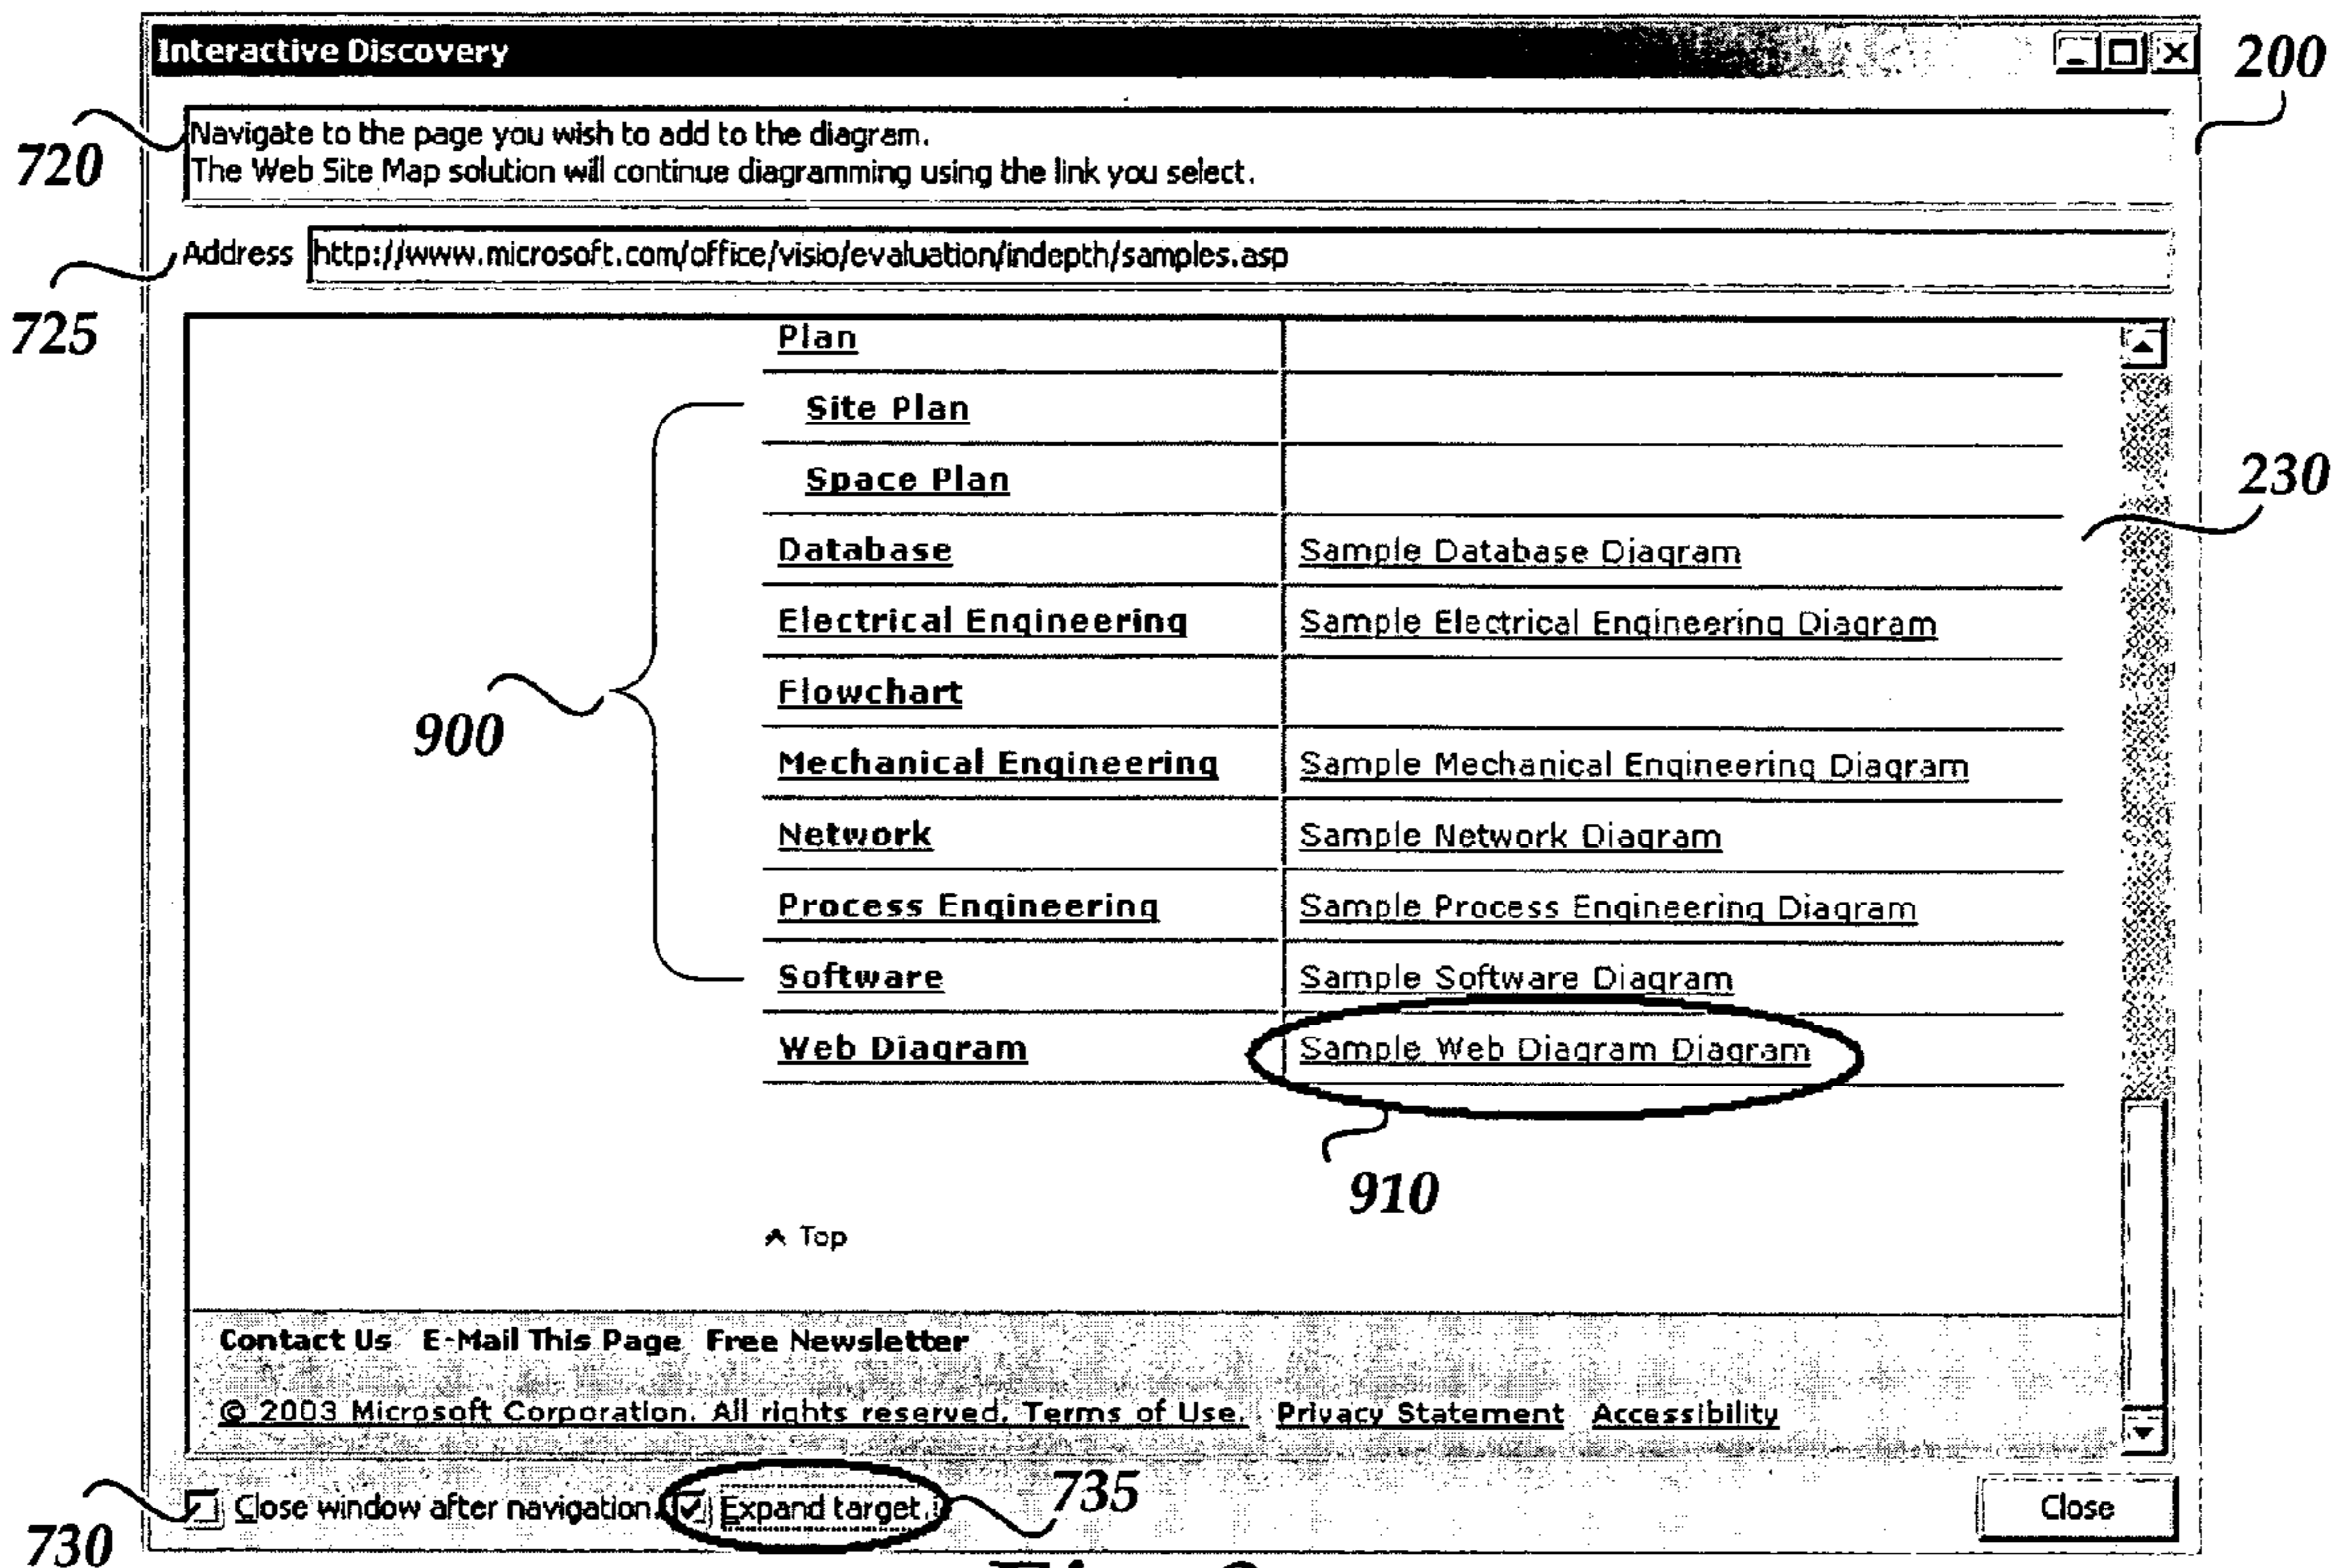 Interactive Discovery
200
Navigate to the page you wish to add to the diagram.
The Web Site Map solution will continue diagramming using the link you select.
720
Address http://www.microsoft.com/office/visio/evaluation/indepth/samples.asp
725
Plan
Site Plan
Space Plan
230
Database Sample Database Diagram
Electrical Engineering Sample Electrical Engineering Diagram
Flowchart
900
Mechanical Engineering Sample Mechanical Engineering Diagram
Network Sample Network Diagram
Process Engineering Sample Process Engineering Diagram
Software Sample Software Diagram
Web Diagram Sample Web Diagram Diagram
910
Top
Contact Us E-Mail This Page Free Newsletter
© 2003 Microsoft Corporation. All rights reserved. Terms of Use. Privacy Statement Accessibility
Close window after navigation. Expand target. 735 Close
730